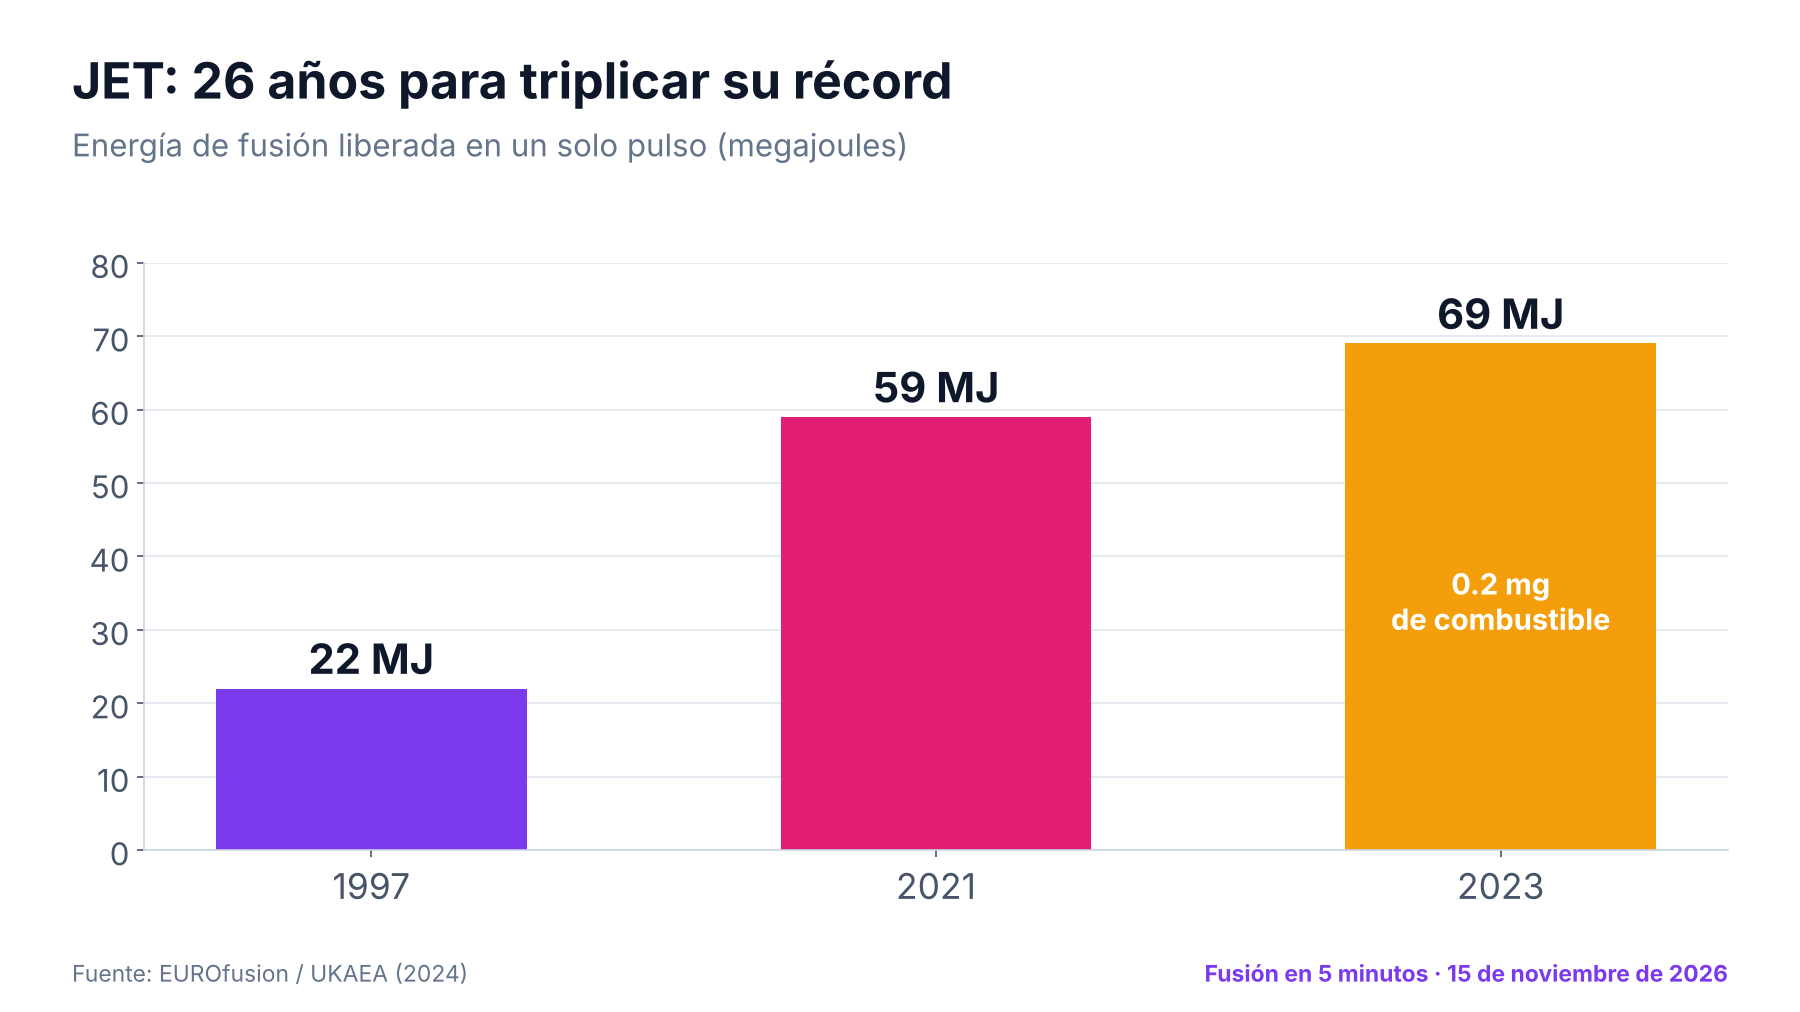 JET: 26 años para triplicar su récord
Energía de fusión liberada en un solo pulso (megajoules)
80
70
60
50
40
30
20
10
0
22 MJ
59 MJ
69 MJ
0.2 mg
de combustible
1997
2021
2023
Fuente: EUROfusion / UKAEA (2024)
Fusión en 5 minutos · 15 de noviembre de 2026